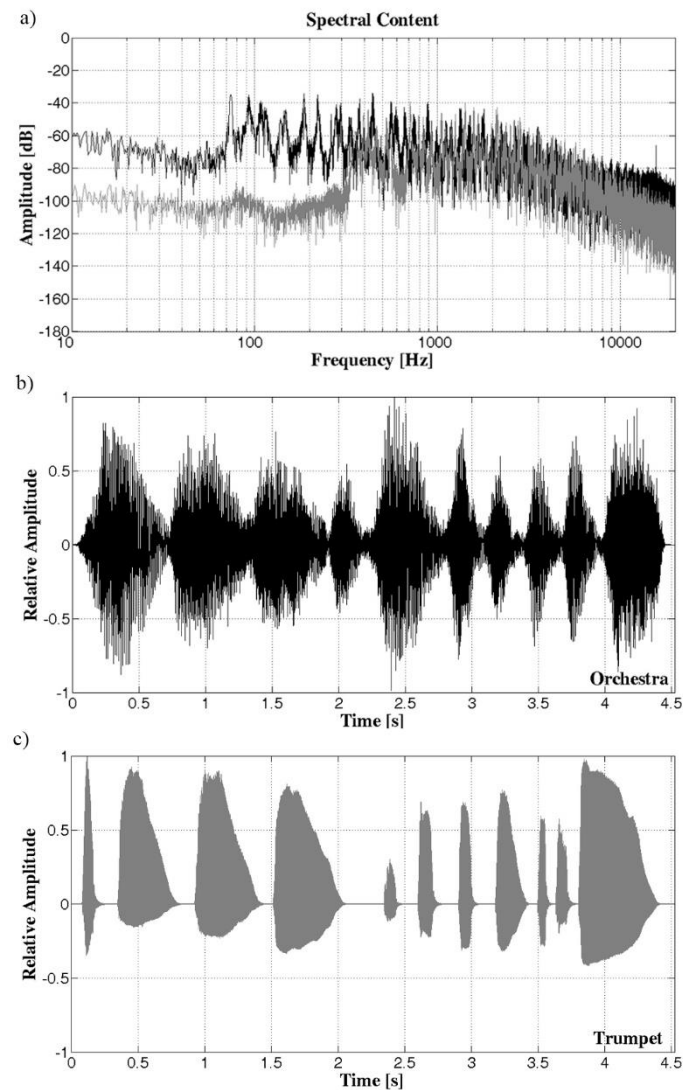 a)
Spectral Content
0
-20
-40
-60
-80
-100
-120
-140
-160
-180
Amplitude [dB]
10 100 1000 10000
Frequency [Hz]
b)
1
0.5
0
-0.5
-1
Relative Amplitude
Orchestra
0 0.5 1 1.5 2 2.5 3 3.5 4 4.5
Time [s]
c)
1
0.5
0
-0.5
-1
Relative Amplitude
Trumpet
0 0.5 1 1.5 2 2.5 3 3.5 4 4.5
Time [s]